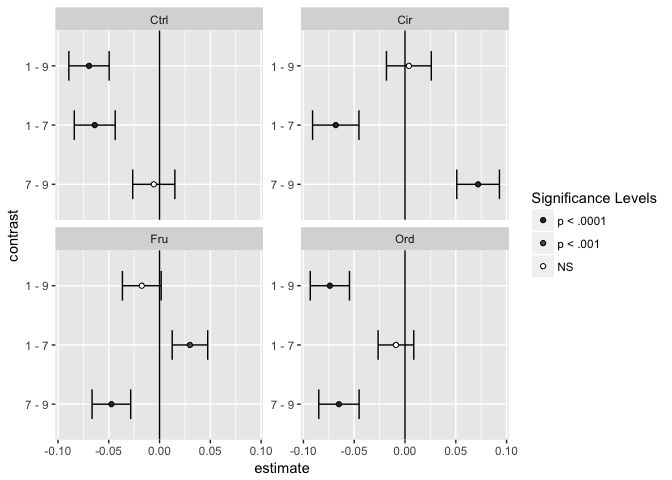 Ctrl
Cir
1 - 9
1 - 7
7 - 9
1 - 9
1 - 7
7 - 9
Fru
Ord
1 - 9
1 - 7
7 - 9
1 - 9
1 - 7
7 - 9
-0.10 -0.05 0.00 0.05 0.10
-0.10 -0.05 0.00 0.05 0.10
contrast
estimate
Significance Levels
p < .0001
p < .001
NS